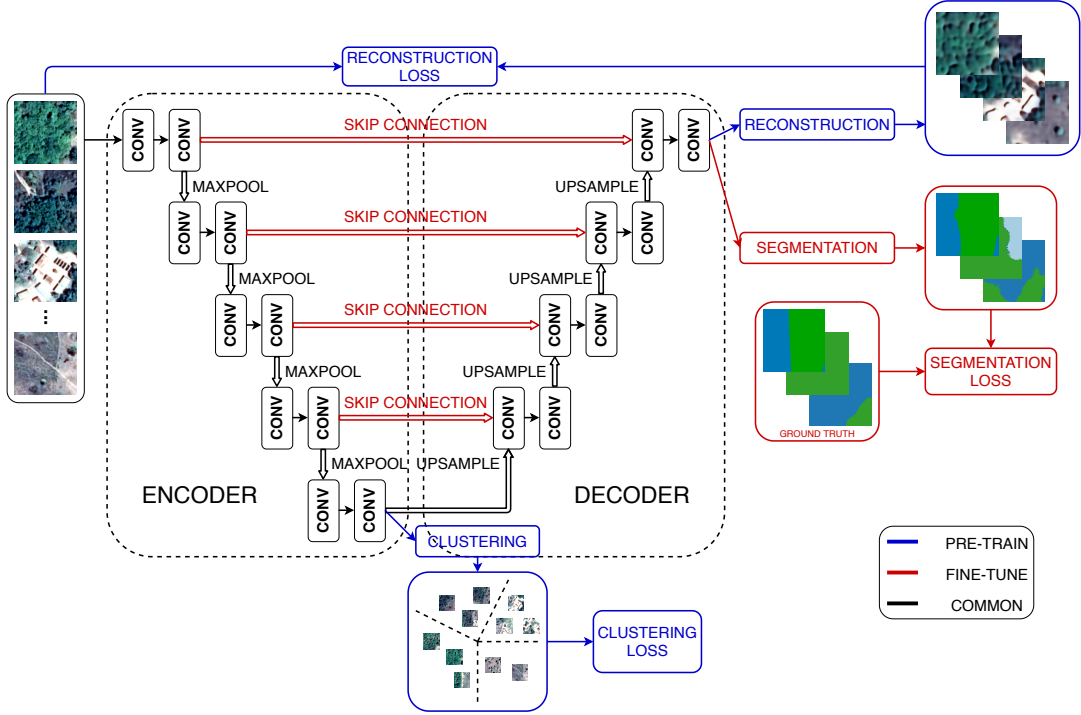 RECONSTRUCTION
LOSS
CONV
CONV
SKIP CONNECTION
CONV
CONV
RECONSTRUCTION
MAXPOOL
UPSAMPLE
CONV
CONV
SKIP CONNECTION
CONV
CONV
SEGMENTATION
MAXPOOL
UPSAMPLE
CONV
CONV
SKIP CONNECTION
CONV
CONV
...
MAXPOOL
UPSAMPLE
SEGMENTATION
LOSS
CONV
CONV
SKIP CONNECTION
CONV
CONV
GROUND TRUTH
MAXPOOL
UPSAMPLE
ENCODER
DECODER
CONV
CONV
CLUSTERING
PRE-TRAIN
FINE-TUNE
COMMON
CLUSTERING
LOSS